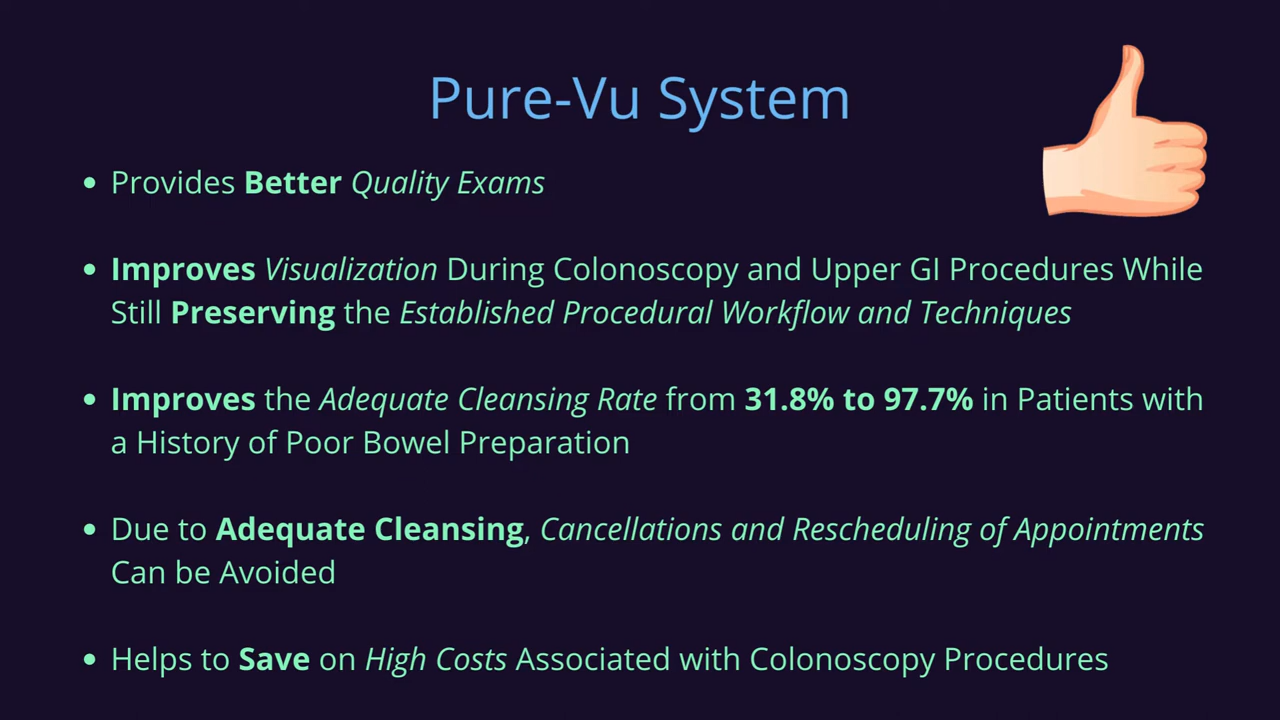 Pure-Vu System
• Provides Better Quality Exams
• Improves Visualization During Colonoscopy and Upper GI Procedures While
Still Preserving the Established Procedural Workflow and Techniques
• Improves the Adequate Cleansing Rate from 31.8% to 97.7% in Patients with
a History of Poor Bowel Preparation
• Due to Adequate Cleansing, Cancellations and Rescheduling of Appointments
Can be Avoided
• Helps to Save on High Costs Associated with Colonoscopy Procedures